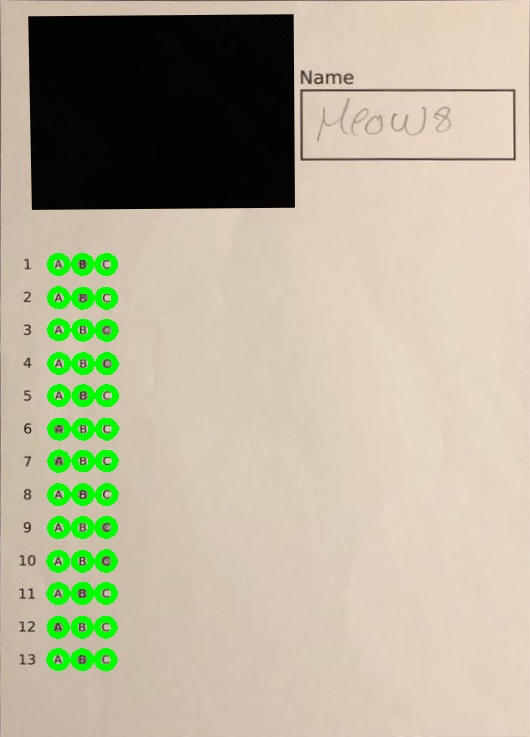 Name
Meow8
1 A B C
2 A B C
3 A B C
4 A B C
5 A B C
6 A B C
7 A B C
8 A B C
9 A B C
10 A B C
11 A B C
12 A B C
13 A B C